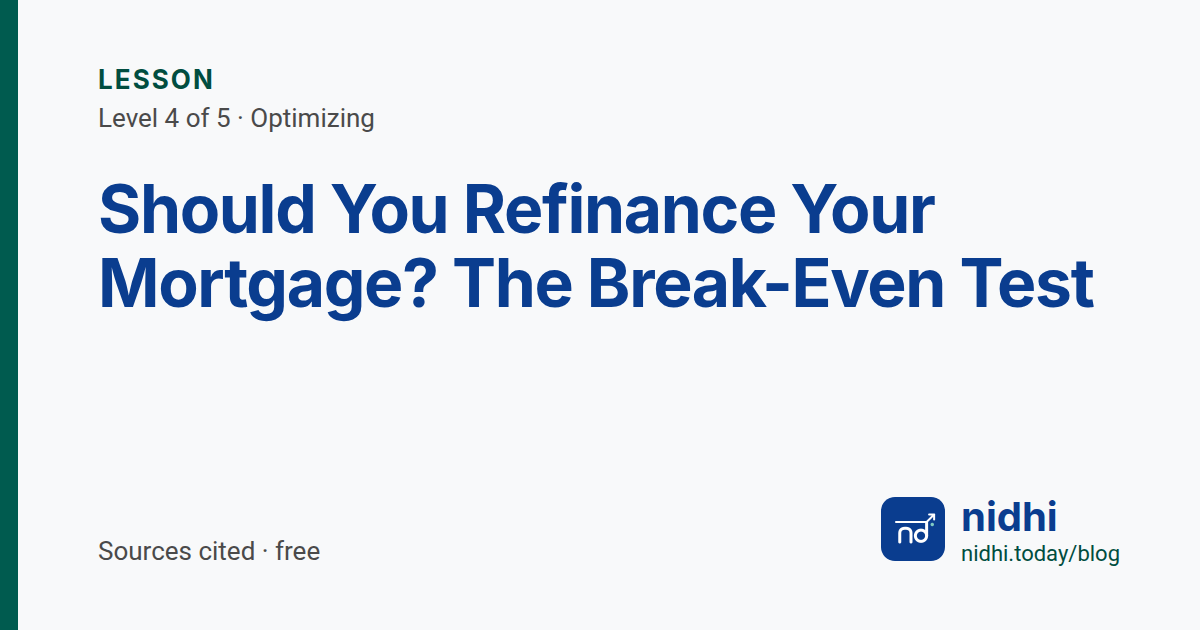 LESSON
Level 4 of 5 · Optimizing
Should You Refinance Your
Mortgage? The Break-Even Test
Sources cited · free
nd
nidhi
nidhi.today/blog